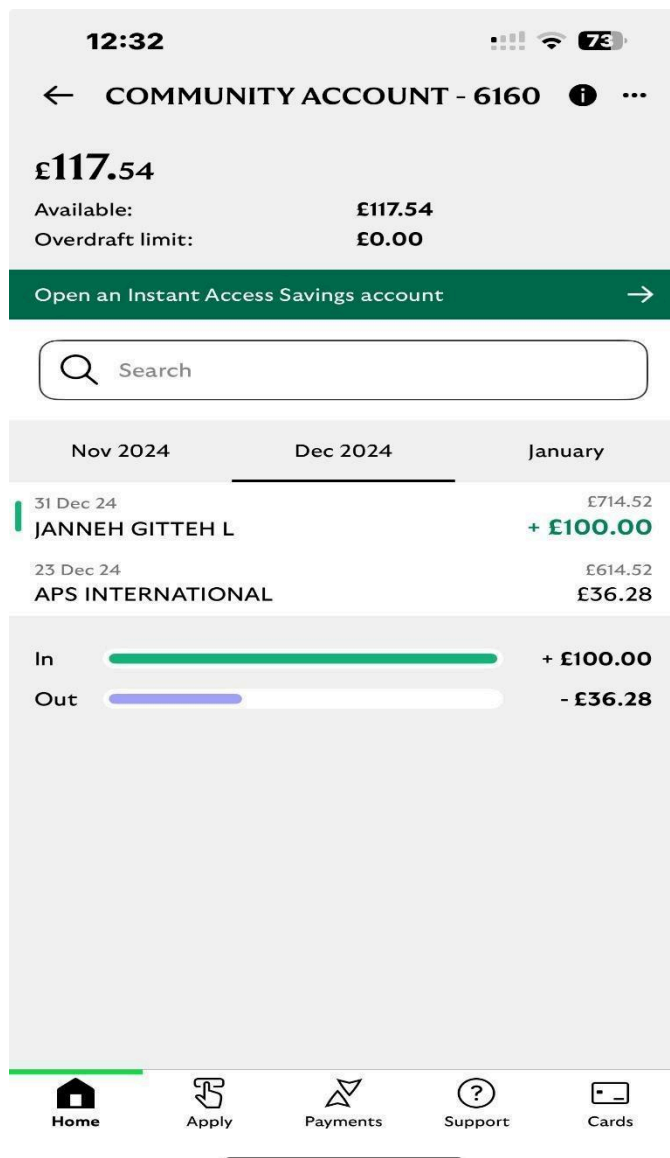 12:32 73
COMMUNITY ACCOUNT - 6160 i ...
£117.54
Available: £117.54
Overdraft limit: £0.00
Open an Instant Access Savings account
Search
Nov 2024 Dec 2024 January
31 Dec 24 £714.52
JANNEH GITTEH L + £100.00
23 Dec 24 £614.52
APS INTERNATIONAL £36.28
In + £100.00
Out - £36.28
?
Home Apply Payments Support Cards